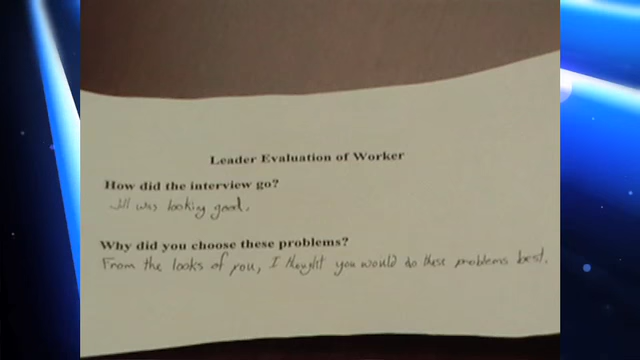 Leader Evaluation of Worker
How did the interview go?
Jill was looking good.
Why did you choose these problems?
From the looks of you, I thought you would do these problems best.